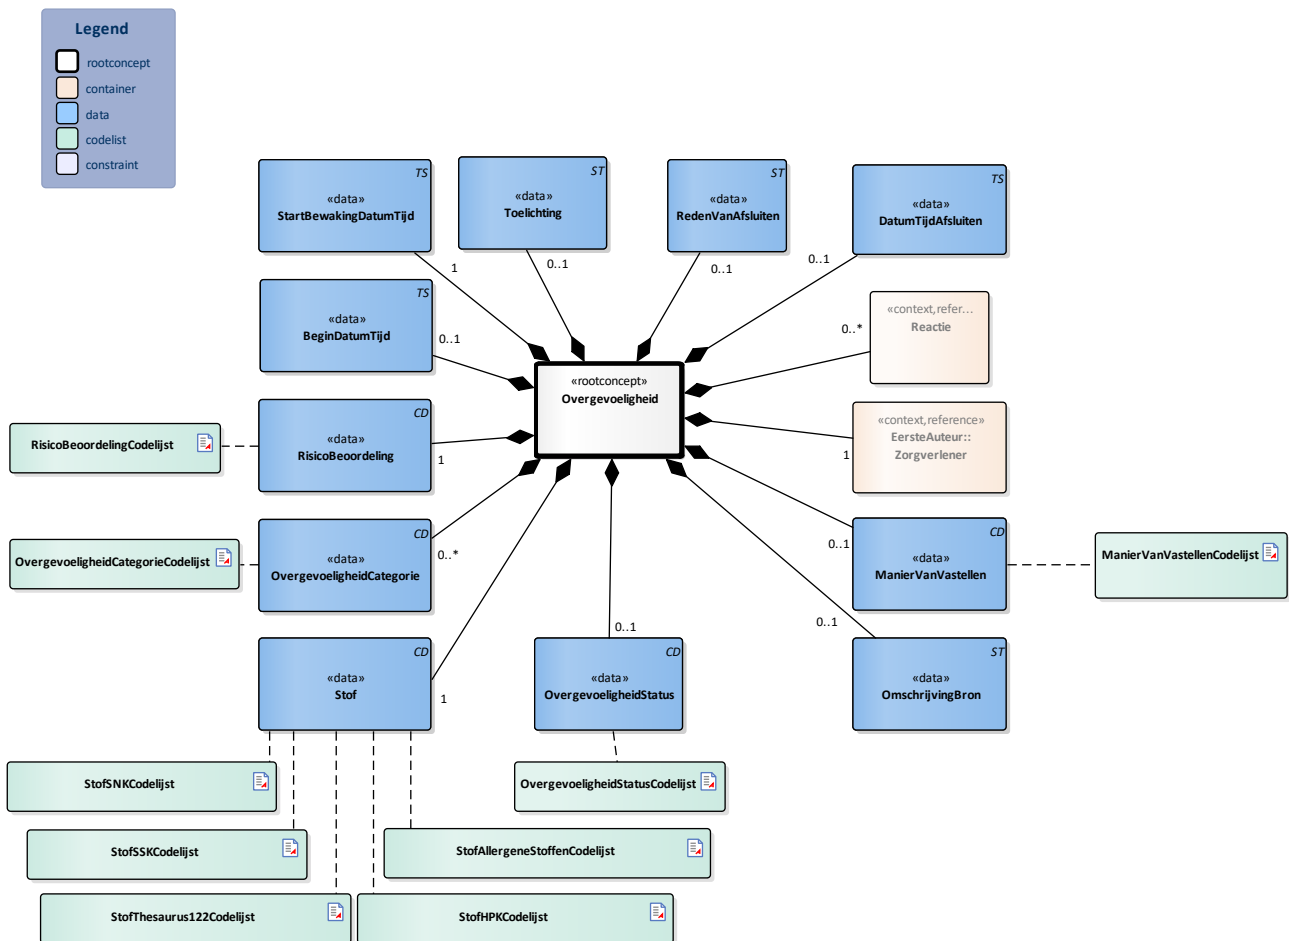 Legend
rootconcept
container
data
codelist
constraint
TS
«data»
StartBewakingDatumTijd
1
ST
«data»
Toelichting
0..1
ST
«data»
RedenVanAfsluiten
0..1
TS
«data»
DatumTijdAfsluiten
0..1
TS
«data»
BeginDatumTijd
0..1
«context,refer...
Reactie
0..*
«rootconcept»
Overgevoeligheid
CD
«data»
RisicoBeoordeling
1
RisicoBeoordelingCodelijst
«context,reference»
EersteAuteur::
Zorgverlener
1
CD
«data»
OvergevoeligheidCategorie
0..*
OvergevoeligheidCategorieCodelijst
CD
«data»
ManierVanVastellen
0..1
ManierVanVastellenCodelijst
CD
«data»
Stof
1
CD
«data»
OvergevoeligheidStatus
0..1
ST
«data»
OmschrijvingBron
0..1
StofSNKCodelijst
OvergevoeligheidStatusCodelijst
StofSSKCodelijst
StofAllergeneStoffenCodelijst
StofThesaurus122Codelijst
StofHPKCodelijst